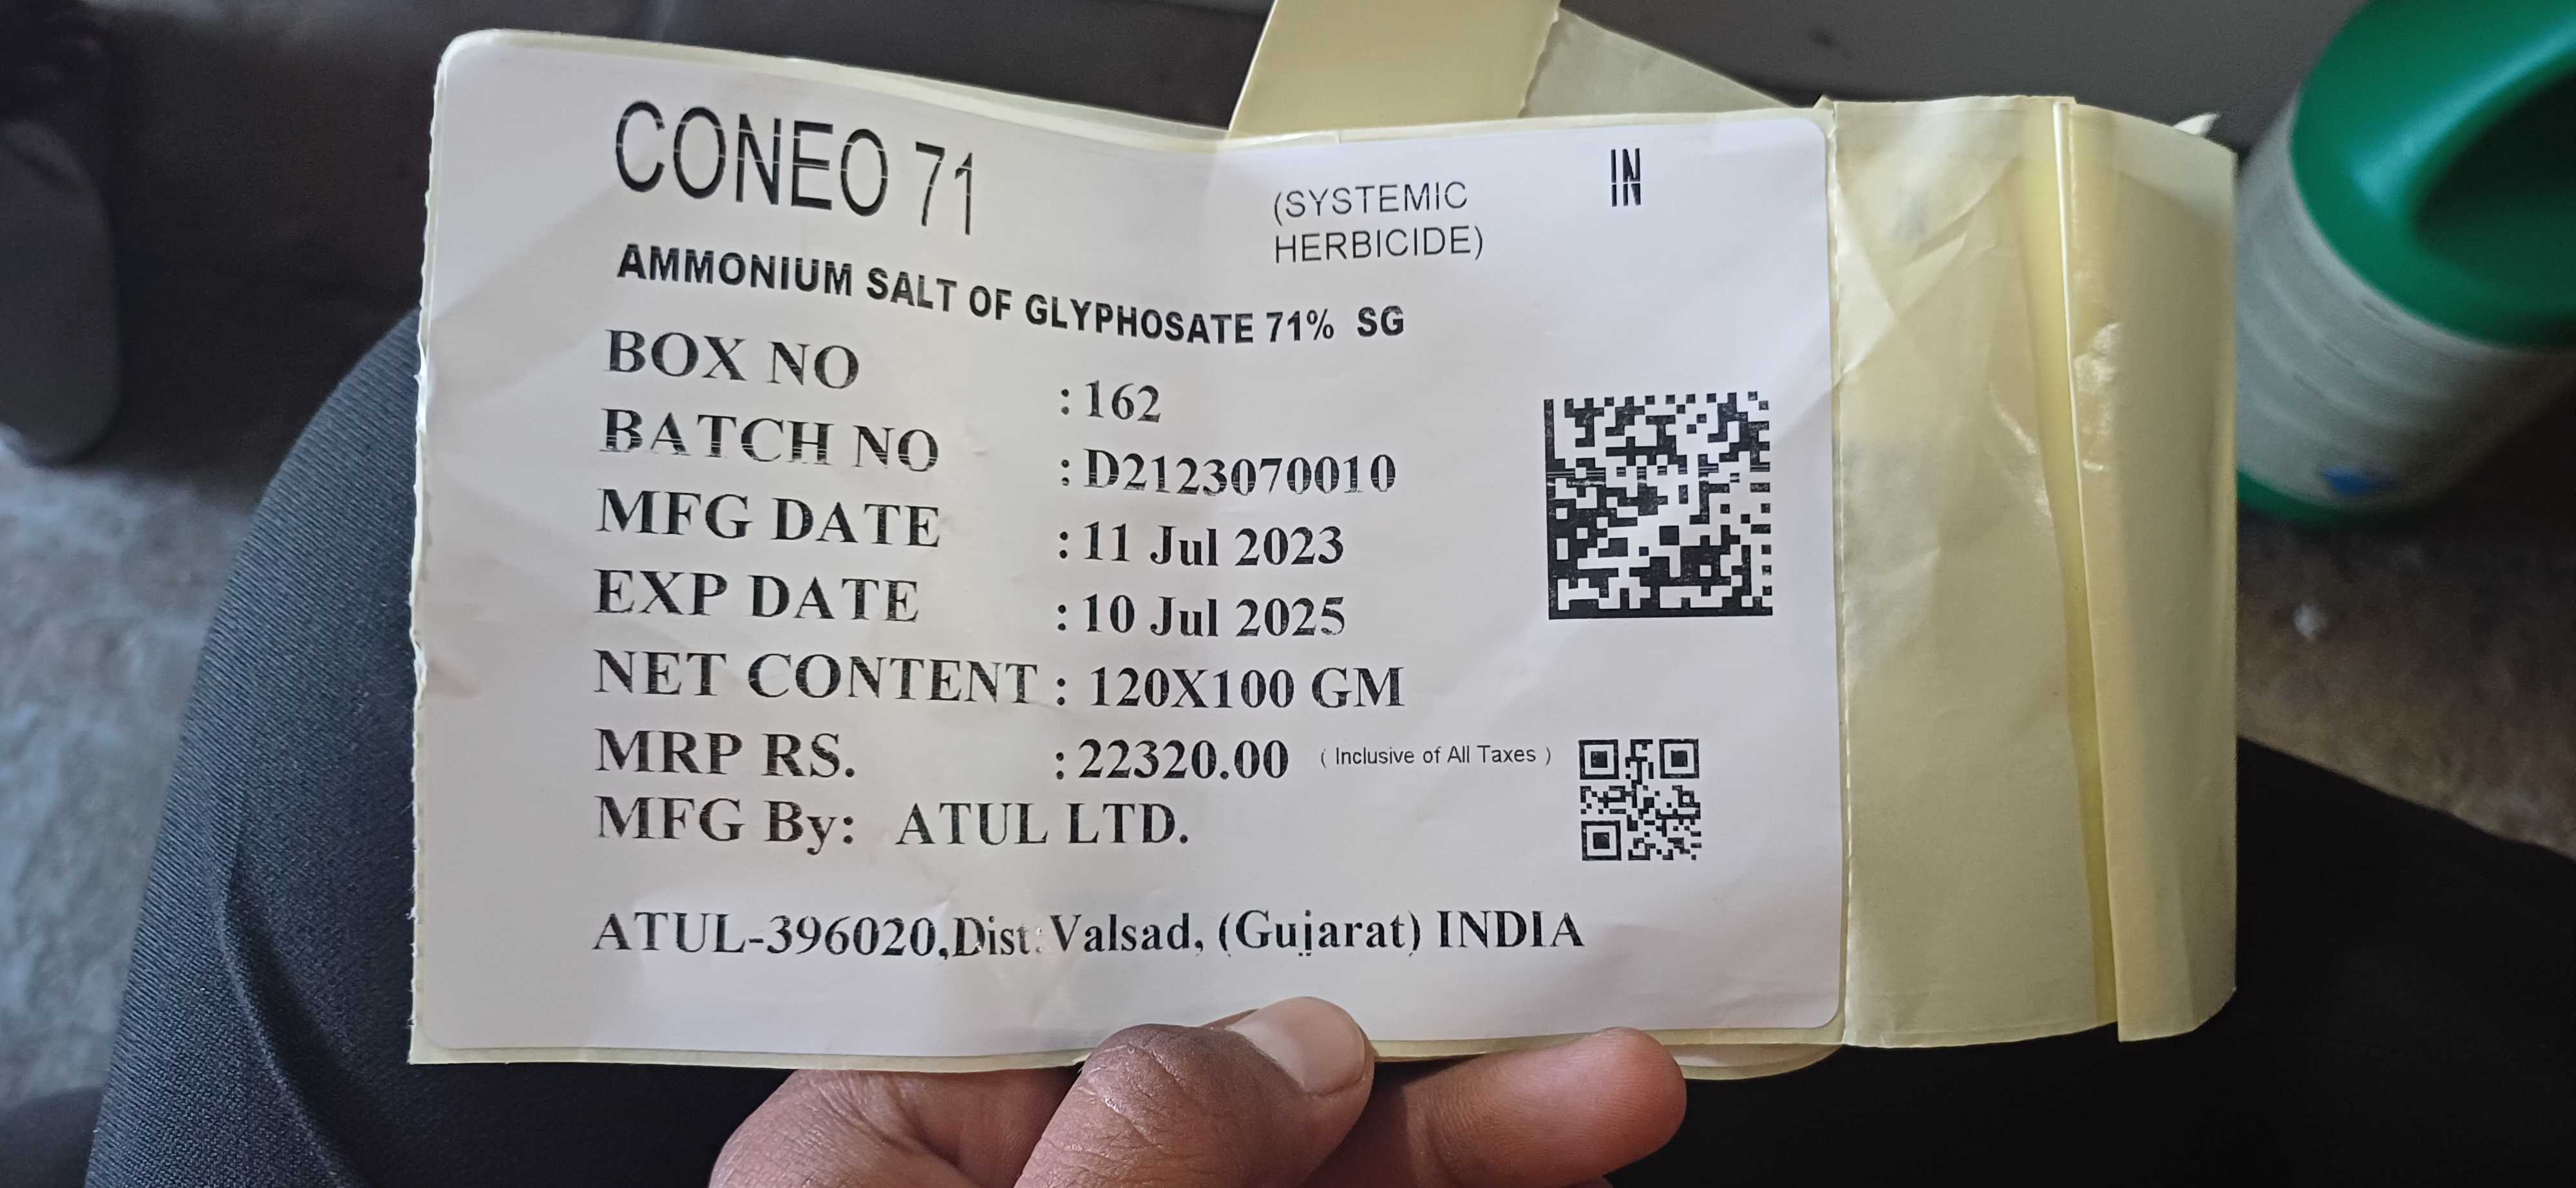 CONEO 71
(SYSTEMIC
HERBICIDE)
IN
AMMONIUM SALT OF GLYPHOSATE 71% SG
BOX NO : 162
BATCH NO : D2123070010
MFG DATE : 11 Jul 2023
EXP DATE : 10 Jul 2025
NET CONTENT : 120X100 GM
MRP RS. : 22320.00 ( Inclusive of All Taxes )
MFG By: ATUL LTD.
ATUL-396020,Dist: Valsad, (Gujarat) INDIA